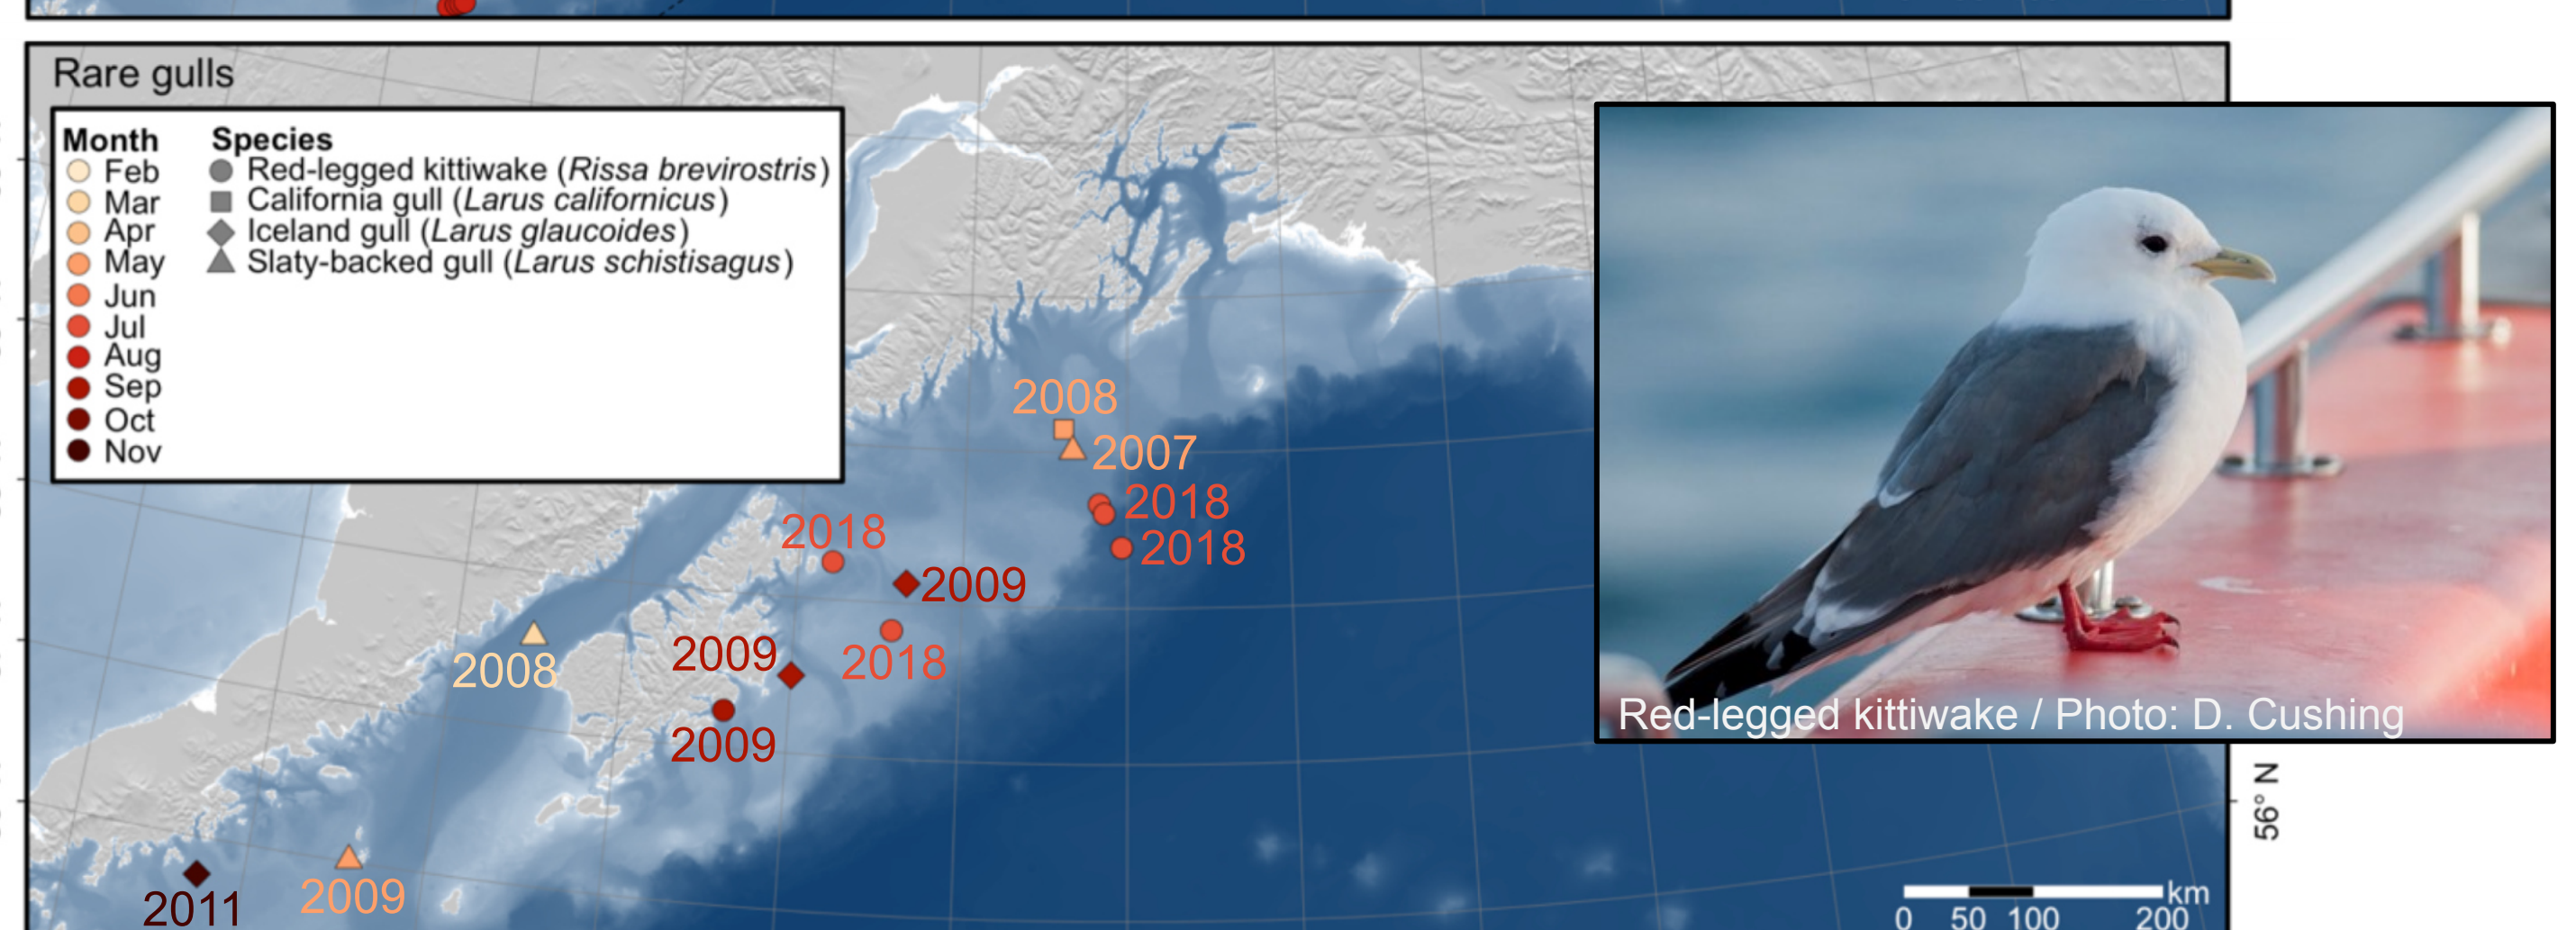 Rare gulls
Month
Feb
Mar
Apr
May
Jun
Jul
Aug
Sep
Oct
Nov
Species
Red-legged kittiwake (Rissa brevirostris)
California gull (Larus californicus)
Iceland gull (Larus glaucoides)
Slaty-backed gull (Larus schistisagus)
2008
2007
2018
2018
2018
2009
2018
2009
2008
2009
2009
2011
Red-legged kittiwake / Photo: D. Cushing
56° N
km
0 50 100 200